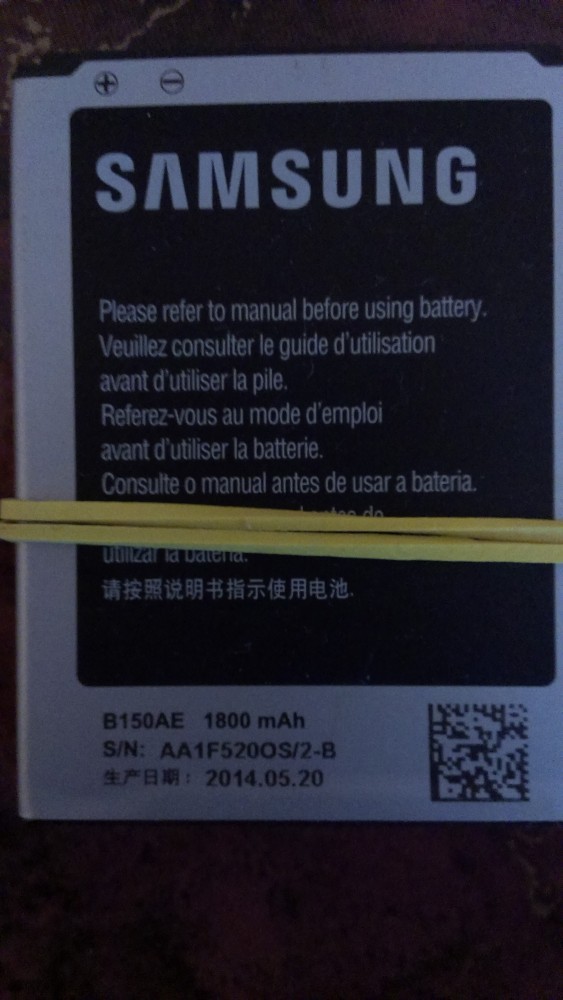 SAMSUNG
Please refer to manual before using battery.
Veuillez consulter le guide d'utilisation
avant d'utiliser la pile.
Referez-vous au mode d'emploi
avant d'utiliser la batterie.
Consulte o manual antes de usar a bateria.
de
utilizar la batería.
请按照说明书指示使用电池.
B150AE 1800 mAh
S/N: AA1F520OS/2-B
生产日期: 2014.05.20